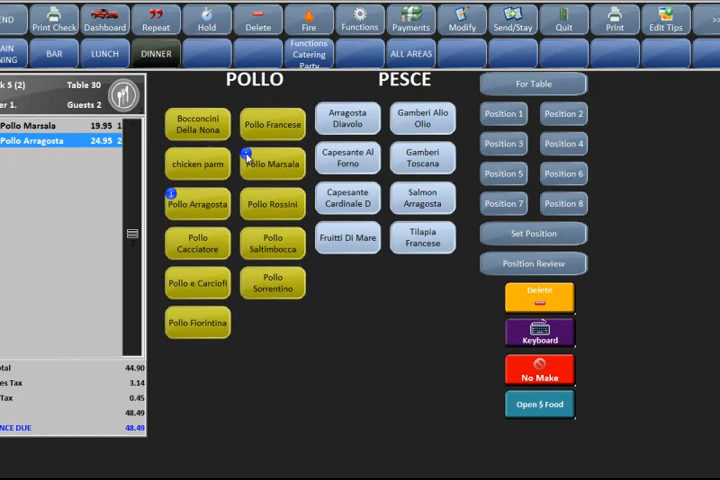 END
Print Check
Dashboard
Repeat
Hold
Delete
Fire
Functions
Payments
Modify
Send/Stay
Quit
Print
Edit Tips
>>
AIN
NING
BAR
LUNCH
DINNER
Functions
Catering
Party
ALL AREAS
k 5 (2)
Table 30
er 1.
Guests 2
Pollo Marsala 19.95 1
Pollo Arragosta 24.95 2
otal 44.90
es Tax 3.14
Tax 0.45
48.49
NCE DUE 48.49
POLLO
PESCE
Bocconcini
Della Nona
Pollo Francese
chicken parm
Pollo Marsala
Pollo Arragosta
Pollo Rossini
Pollo
Cacciatore
Pollo
Saltimbocca
Pollo e Carciofi
Pollo
Sorrentino
Pollo Fiorintina
Arragosta
Diavolo
Gamberi Alio
Olio
Capesante Al
Forno
Gamberi
Toscana
Capesante
Cardinale D
Salmon
Arragosta
Fruitti Di Mare
Tilapia
Francese
For Table
Position 1
Position 2
Position 3
Position 4
Position 5
Position 6
Position 7
Position 8
Set Position
Position Review
Delete
Keyboard
No Make
Open $ Food